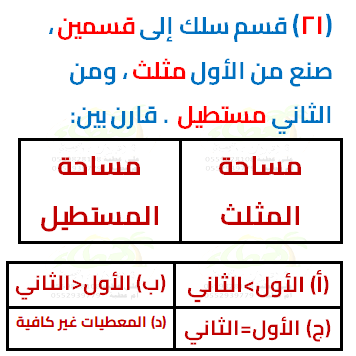 (٢١) قسم سلك إلى قسمين ،
صنع من الأول مثلث ، ومن
الثاني مستطيل . قارن بين:
مساحة المثلث
مساحة المستطيل
(أ) الأول>الثاني
(ب) الأول<الثاني
(ج) الأول=الثاني
(د) المعطيات غير كافية